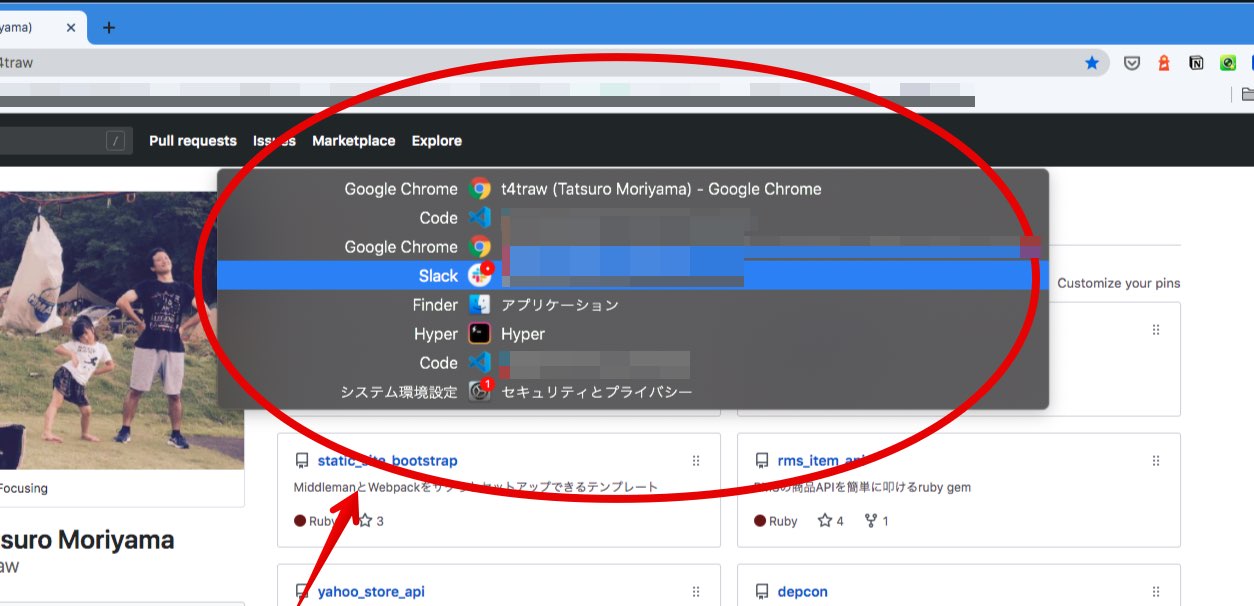 yama)
4traw
/
Pull requests Issues Marketplace Explore
Google Chrome t4traw (Tatsuro Moriyama) - Google Chrome
Code
Google Chrome
Slack
Finder アプリケーション
Hyper Hyper
Code
システム環境設定 1 セキュリティとプライバシー
Customize your pins
static_site_bootstrap
MiddlemanとWebpackを
セットアップできるテンプレート
Ruby 3
rms_item_api
の商品APIを簡単に叩けるruby gem
Ruby 4 1
Focusing
tsuro Moriyama
aw
yahoo_store_api
depcon